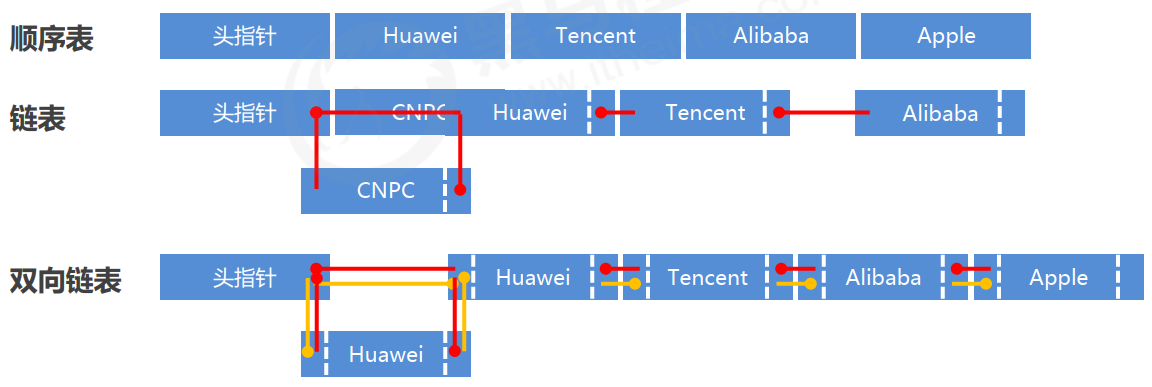 顺序表 头指针 Huawei Tencent Alibaba Apple
链表 头指针 CNPC Huawei Tencent Alibaba
CNPC
双向链表 头指针 Huawei Tencent Alibaba Apple
Huawei